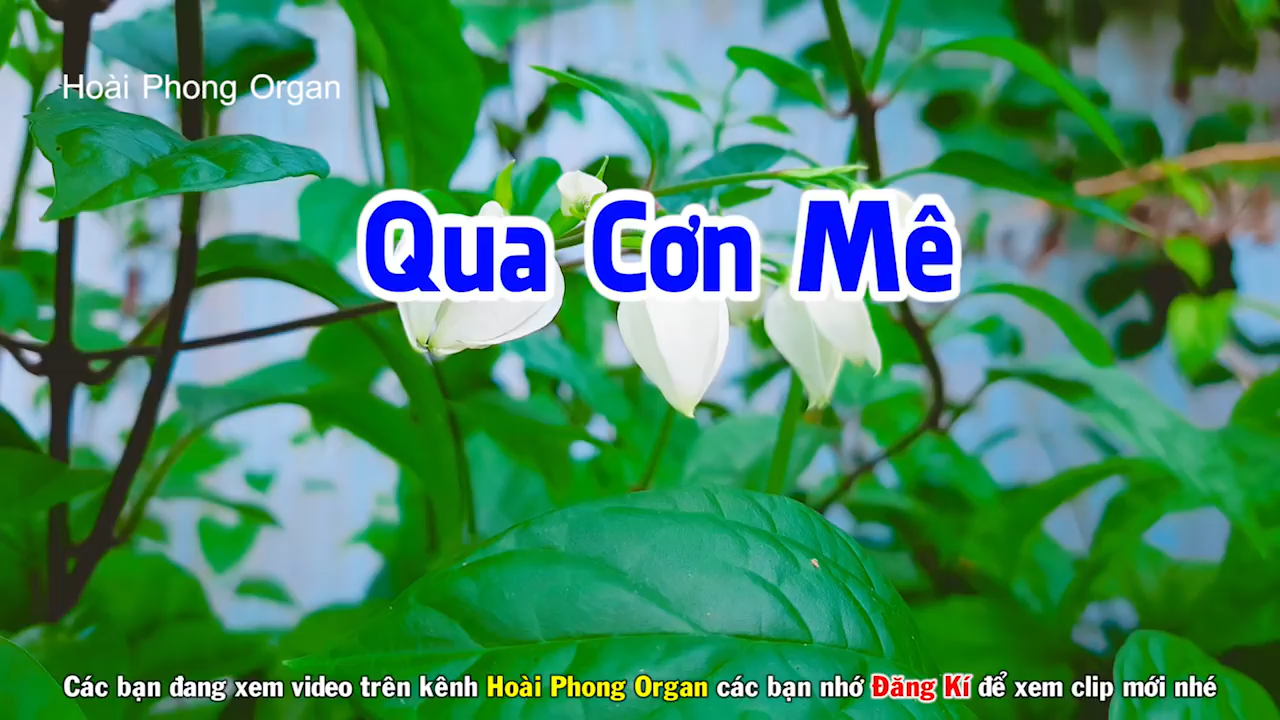 Hoài Phong Organ
Qua Cơn Mê
Các bạn đang xem video trên kênh Hoài Phong Organ các bạn nhớ Đăng Kí để xem clip mới nhé